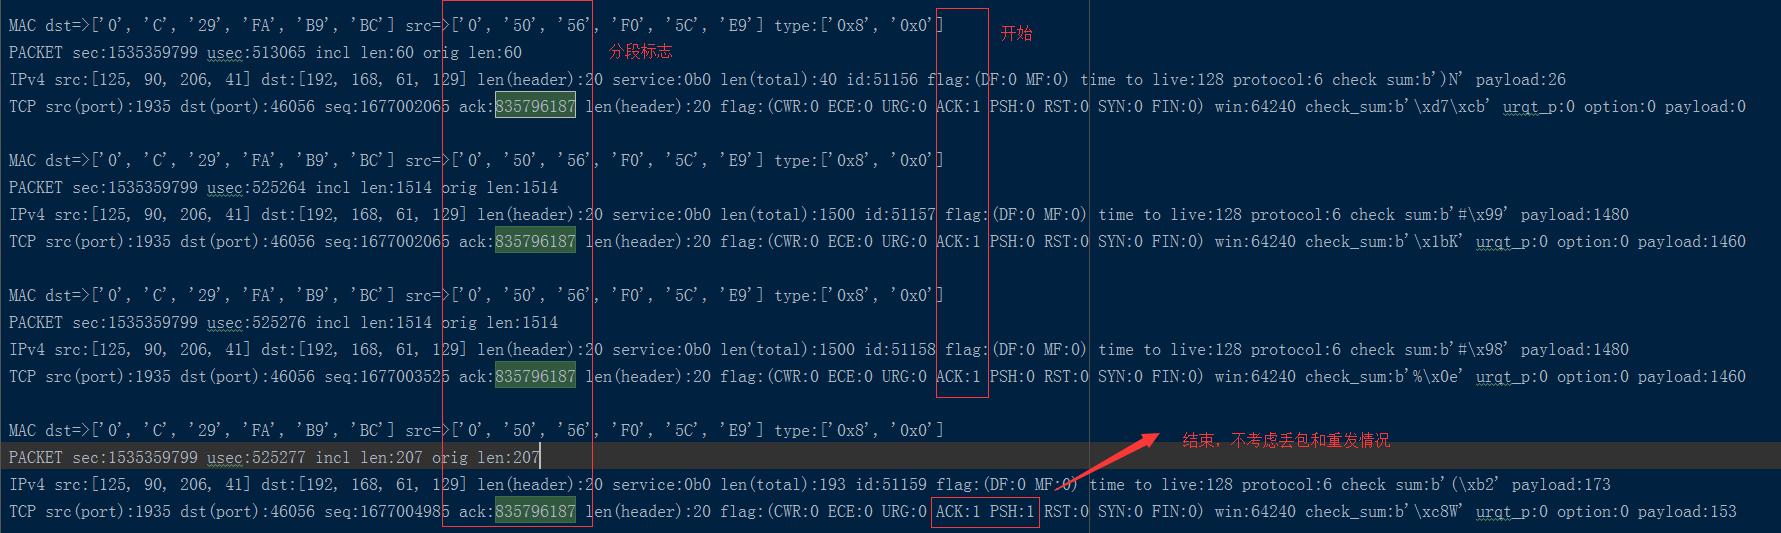 MAC dst=>['0', 'C', '29', 'FA', 'B9', 'BC'] src=>['0', '50', '56', 'F0', '5C', 'E9'] type:['0x8', '0x0']
开始
PACKET sec:1535359799 usec:513065 incl len:60 orig len:60
分段标志
IPv4 src:[125, 90, 206, 41] dst:[192, 168, 61, 129] len(header):20 service:0b0 len(total):40 id:51156 flag:(DF:0 MF:0) time to live:128 protocol:6 check sum:b')N' payload:26
TCP src(port):1935 dst(port):46056 seq:1677002065 ack:835796187 len(header):20 flag:(CWR:0 ECE:0 URG:0 ACK:1 PSH:0 RST:0 SYN:0 FIN:0) win:64240 check_sum:b'\xd7\xcb' urqt_p:0 option:0 payload:0
MAC dst=>['0', 'C', '29', 'FA', 'B9', 'BC'] src=>['0', '50', '56', 'F0', '5C', 'E9'] type:['0x8', '0x0']
PACKET sec:1535359799 usec:525264 incl len:1514 orig len:1514
IPv4 src:[125, 90, 206, 41] dst:[192, 168, 61, 129] len(header):20 service:0b0 len(total):1500 id:51157 flag:(DF:0 MF:0) time to live:128 protocol:6 check sum:b'#\x99' payload:1480
TCP src(port):1935 dst(port):46056 seq:1677002065 ack:835796187 len(header):20 flag:(CWR:0 ECE:0 URG:0 ACK:1 PSH:0 RST:0 SYN:0 FIN:0) win:64240 check_sum:b'\x1bK' urqt_p:0 option:0 payload:1460
MAC dst=>['0', 'C', '29', 'FA', 'B9', 'BC'] src=>['0', '50', '56', 'F0', '5C', 'E9'] type:['0x8', '0x0']
PACKET sec:1535359799 usec:525276 incl len:1514 orig len:1514
IPv4 src:[125, 90, 206, 41] dst:[192, 168, 61, 129] len(header):20 service:0b0 len(total):1500 id:51158 flag:(DF:0 MF:0) time to live:128 protocol:6 check sum:b'#\x98' payload:1480
TCP src(port):1935 dst(port):46056 seq:1677003525 ack:835796187 len(header):20 flag:(CWR:0 ECE:0 URG:0 ACK:1 PSH:0 RST:0 SYN:0 FIN:0) win:64240 check_sum:b'%\x0e' urqt_p:0 option:0 payload:1460
MAC dst=>['0', 'C', '29', 'FA', 'B9', 'BC'] src=>['0', '50', '56', 'F0', '5C', 'E9'] type:['0x8', '0x0']
结束，不考虑丢包和重发情况
PACKET sec:1535359799 usec:525277 incl len:207 orig len:207
IPv4 src:[125, 90, 206, 41] dst:[192, 168, 61, 129] len(header):20 service:0b0 len(total):193 id:51159 flag:(DF:0 MF:0) time to live:128 protocol:6 check sum:b'(\xb2' payload:173
TCP src(port):1935 dst(port):46056 seq:1677004985 ack:835796187 len(header):20 flag:(CWR:0 ECE:0 URG:0 ACK:1 PSH:1 RST:0 SYN:0 FIN:0) win:64240 check_sum:b'\xc8W' urqt_p:0 option:0 payload:153